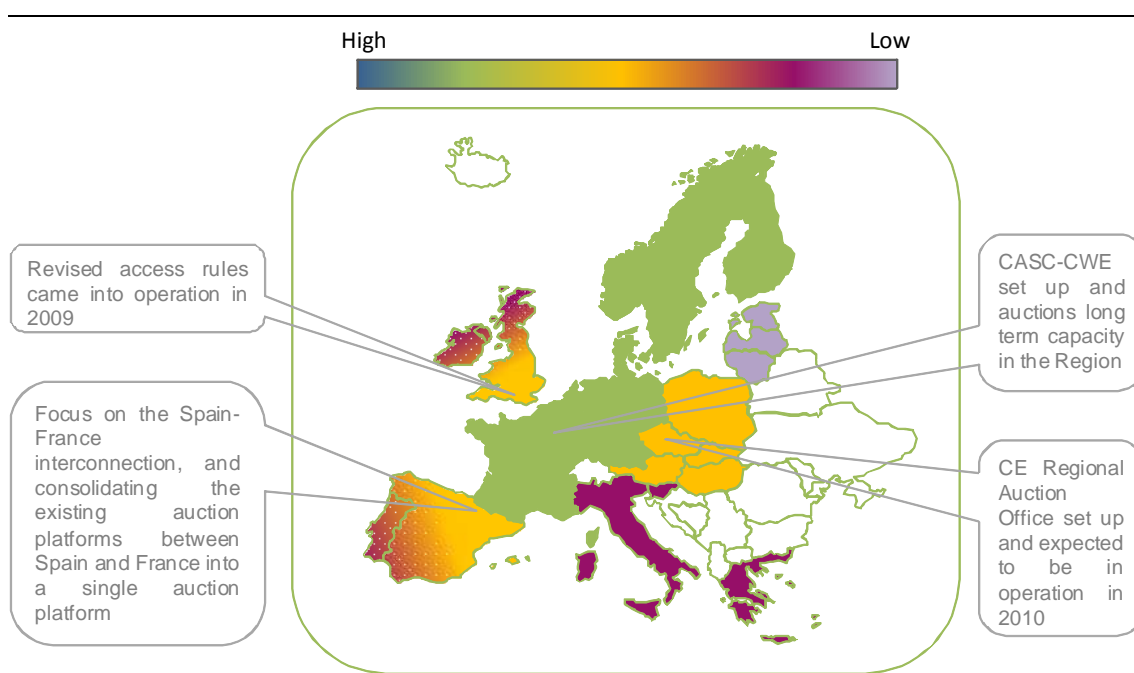 High
Low
Revised access rules
came into operation in
2009
Focus on the Spain-
France
interconnection, and
consolidating the
existing auction
platforms between
Spain and France into
a single auction
platform
CASC-CWE
set up and
auctions long
term capacity
in the Region
CE Regional
Auction
Office set up
and expected
to be in
operation in
2010